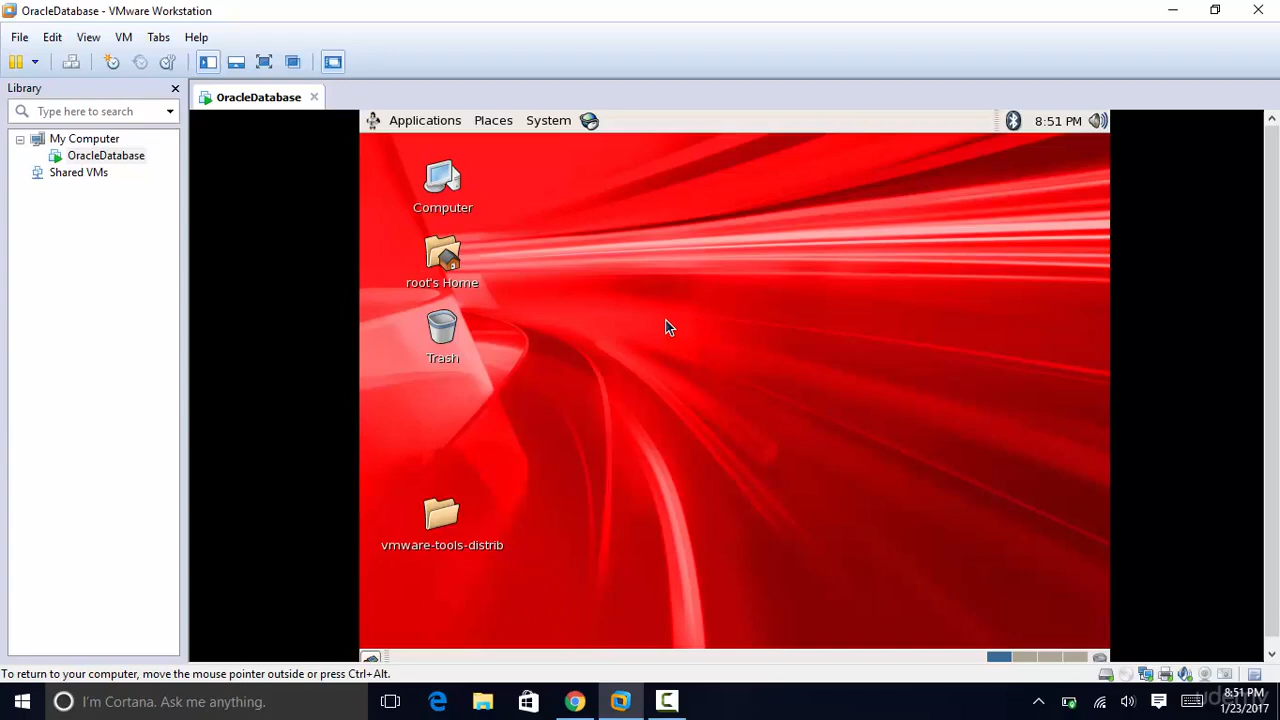 OracleDatabase - VMware Workstation
File Edit View VM Tabs Help
Library
Type here to search
My Computer
OracleDatabase
Shared VMs
OracleDatabase
Applications Places System 8:51 PM
Computer
root's Home
Trash
vmware-tools-distrib
To return to your computer, move the mouse pointer outside or press Ctrl+Alt.
I'm Cortana. Ask me anything.
8:51 PM
1/23/2017
udemy